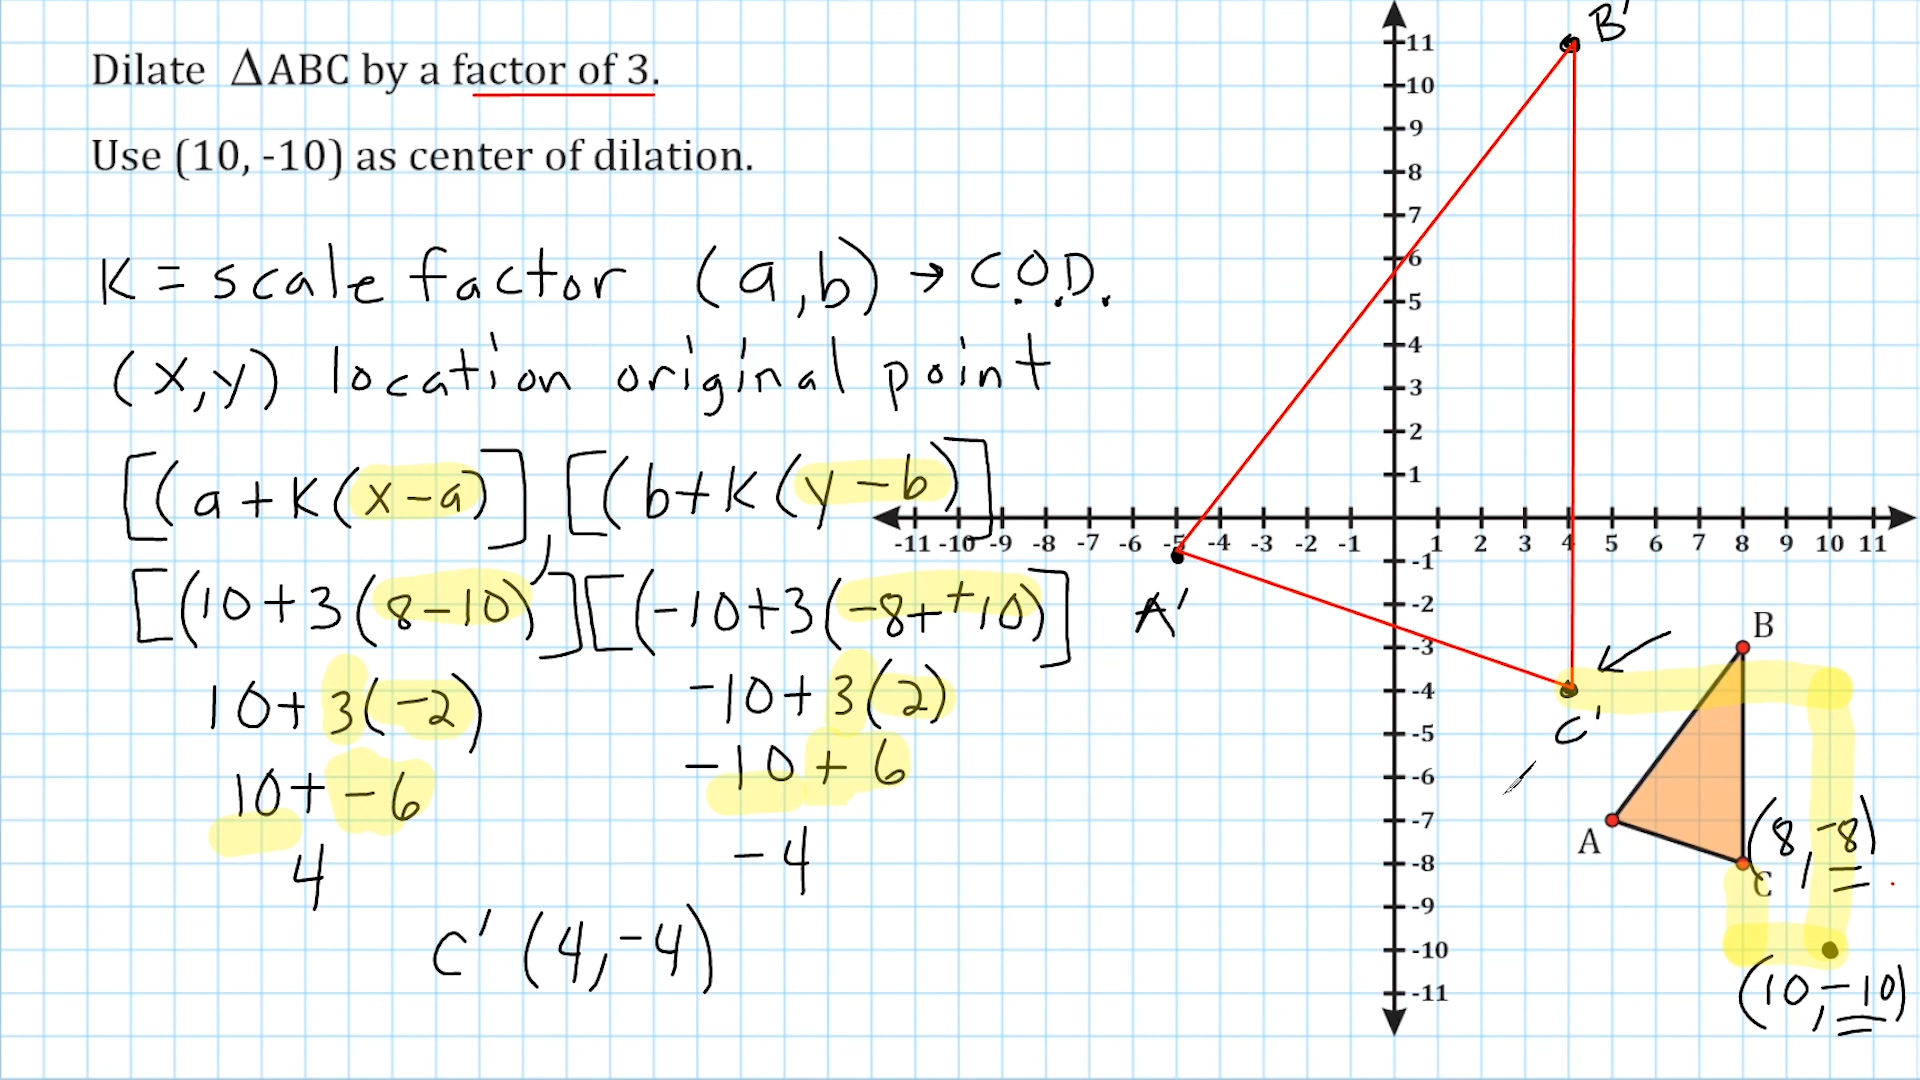 Dilate ΔABC by a factor of 3.
Use (10, -10) as center of dilation.
K = scale factor (a,b) → C.O.D.
(x,y) location original point
[(a+K(x-a)], [(b+K(y-b)]
[(10+3(8-10)][(-10+3(-8++10)]
10+3(-2) -10+3(2)
10+-6 -10+6
4 -4
C' (4,-4)
B'
11
10
9
8
7
6
5
4
3
2
1
-11 -10 -9 -8 -7 -6 -5 -4 -3 -2 -1 1 2 3 4 5 6 7 8 9 10 11
-1
-2
-3
-4
-5
-6
-7
-8
-9
-10
-11
A'
B
C'
A
(8,-8)
C
(10,-10)